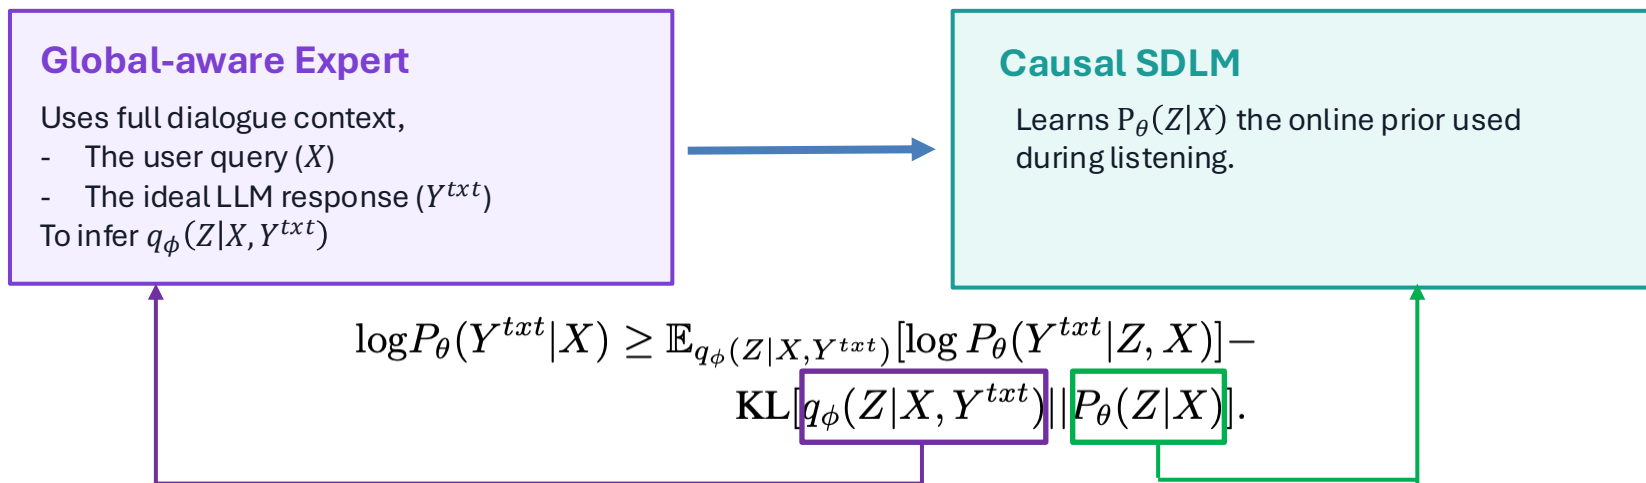 Global-aware Expert
Uses full dialogue context,
- The user query (X)
- The ideal LLM response (Y^{txt})
To infer q_ϕ(Z|X, Y^{txt})
Causal SDLM
Learns P_θ(Z|X) the online prior used
during listening.
log P_θ(Y^{txt}|X) ≥ 𝔼_{q_ϕ(Z|X,Y^{txt})}[log P_θ(Y^{txt}|Z, X)]−
KL[q_ϕ(Z|X, Y^{txt})||P_θ(Z|X)].